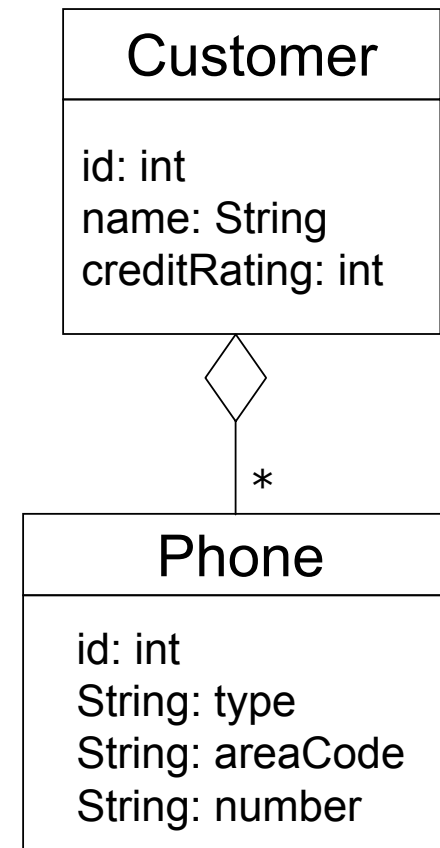 Customer
id: int
name: String
creditRating: int
*
Phone
id: int
String: type
String: areaCode
String: number